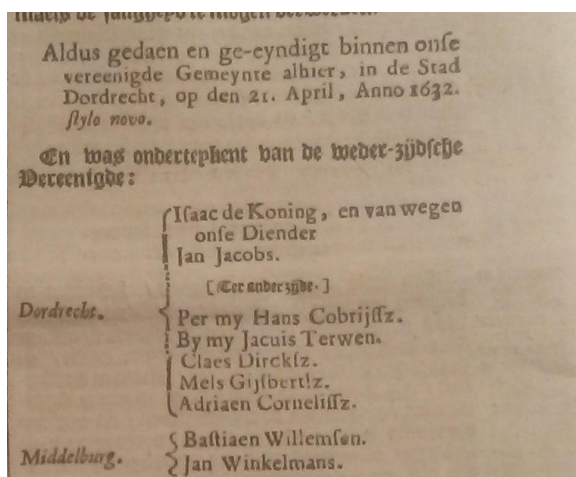 Aldus gedaen en ge-eyndigt binnen onſe
vereenigde Gemeynte alhier, in de Stad
Dordrecht, op den 21. April, Anno 1632.
ſtylo novo.
En was onderteykent van de weder-zijdſche
Vereenigde:
Iſaac de Koning, en van wegen
onſe Diender
Jan Jacobs.
[Ter ander zijde.]
Dordrecht.
Per my Hans Cobrijſſz.
By my Jacuis Terwen.
Claes Dirckſz.
Mels Gijſbertſz.
Adriaen Corneliſſz.
Middelburg.
Baſtiaen Willemſen.
Jan Winkelmans.